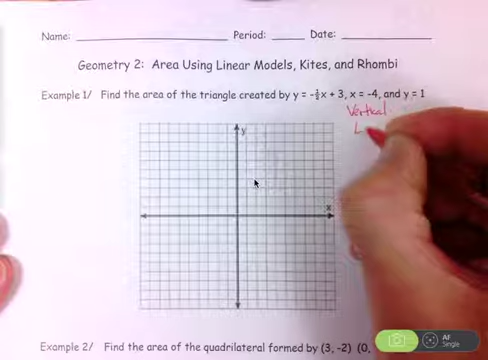 Name: Period: Date:
Geometry 2: Area Using Linear Models, Kites, and Rhombi
Example 1/ Find the area of the triangle created by y = -½x + 3, x = -4, and y = 1
Vertical
L
y
x
Example 2/ Find the area of the quadrilateral formed by (3, -2) (0,
AF
Single